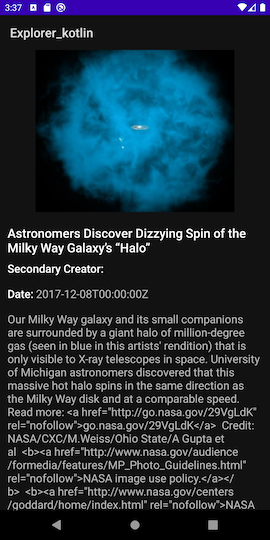 3:37
Explorer_kotlin
Astronomers Discover Dizzying Spin of the
Milky Way Galaxy’s “Halo”
Secondary Creator:
Date: 2017-12-08T00:00:00Z
Our Milky Way galaxy and its small companions
are surrounded by a giant halo of million-degree
gas (seen in blue in this artists' rendition) that is
only visible to X-ray telescopes in space. University
of Michigan astronomers discovered that this
massive hot halo spins in the same direction as
the Milky Way disk and at a comparable speed.
Read more: <a href="http://go.nasa.gov/29VgLdK"
rel="nofollow">go.nasa.gov/29VgLdK</a>  Credit:
NASA/CXC/M.Weiss/Ohio State/A Gupta et
al  <b><a href="http://www.nasa.gov/audience
/formedia/features/MP_Photo_Guidelines.html"
rel="nofollow">NASA image use policy.</a></
b>  <b><a href="http://www.nasa.gov/centers
/goddard/home/index.html" rel="nofollow">NASA